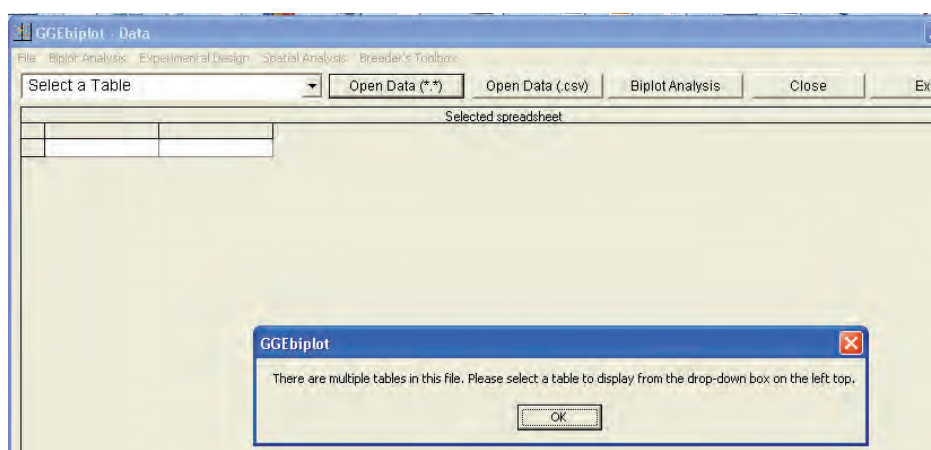 GGEbiplot - Data
File Biplot Analysis Experimental Design Spatial Analysis Breeder's Toolbox
Select a Table Open Data (*.*) Open Data (.csv) Biplot Analysis Close Ex
Selected spreadsheet
GGEbiplot
There are multiple tables in this file. Please select a table to display from the drop-down box on the left top.
OK